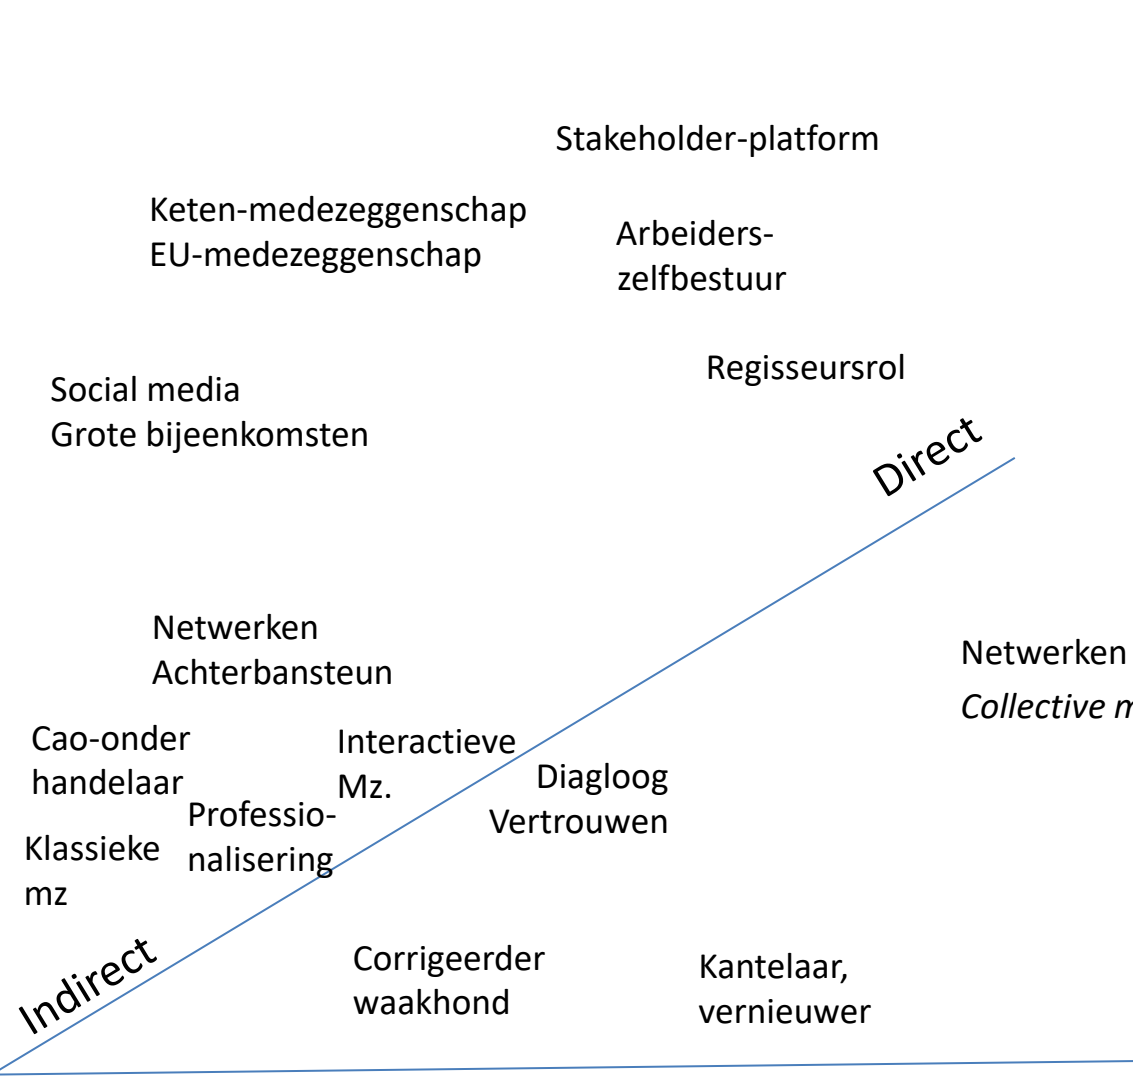 Stakeholder-platform
Keten-medezeggenschap
EU-medezeggenschap
Arbeiders-
zelfbestuur
Regisseursrol
Social media
Grote bijeenkomsten
Direct
Netwerken
Achterbansteun
Netwerken
Collective
Cao-onder
handelaar
Interactieve
Mz.
Diagloog
Vertrouwen
Professio-
nalisering
Klassieke
mz
Indirect
Corrigeerder
waakhond
Kantelaar,
vernieuwer